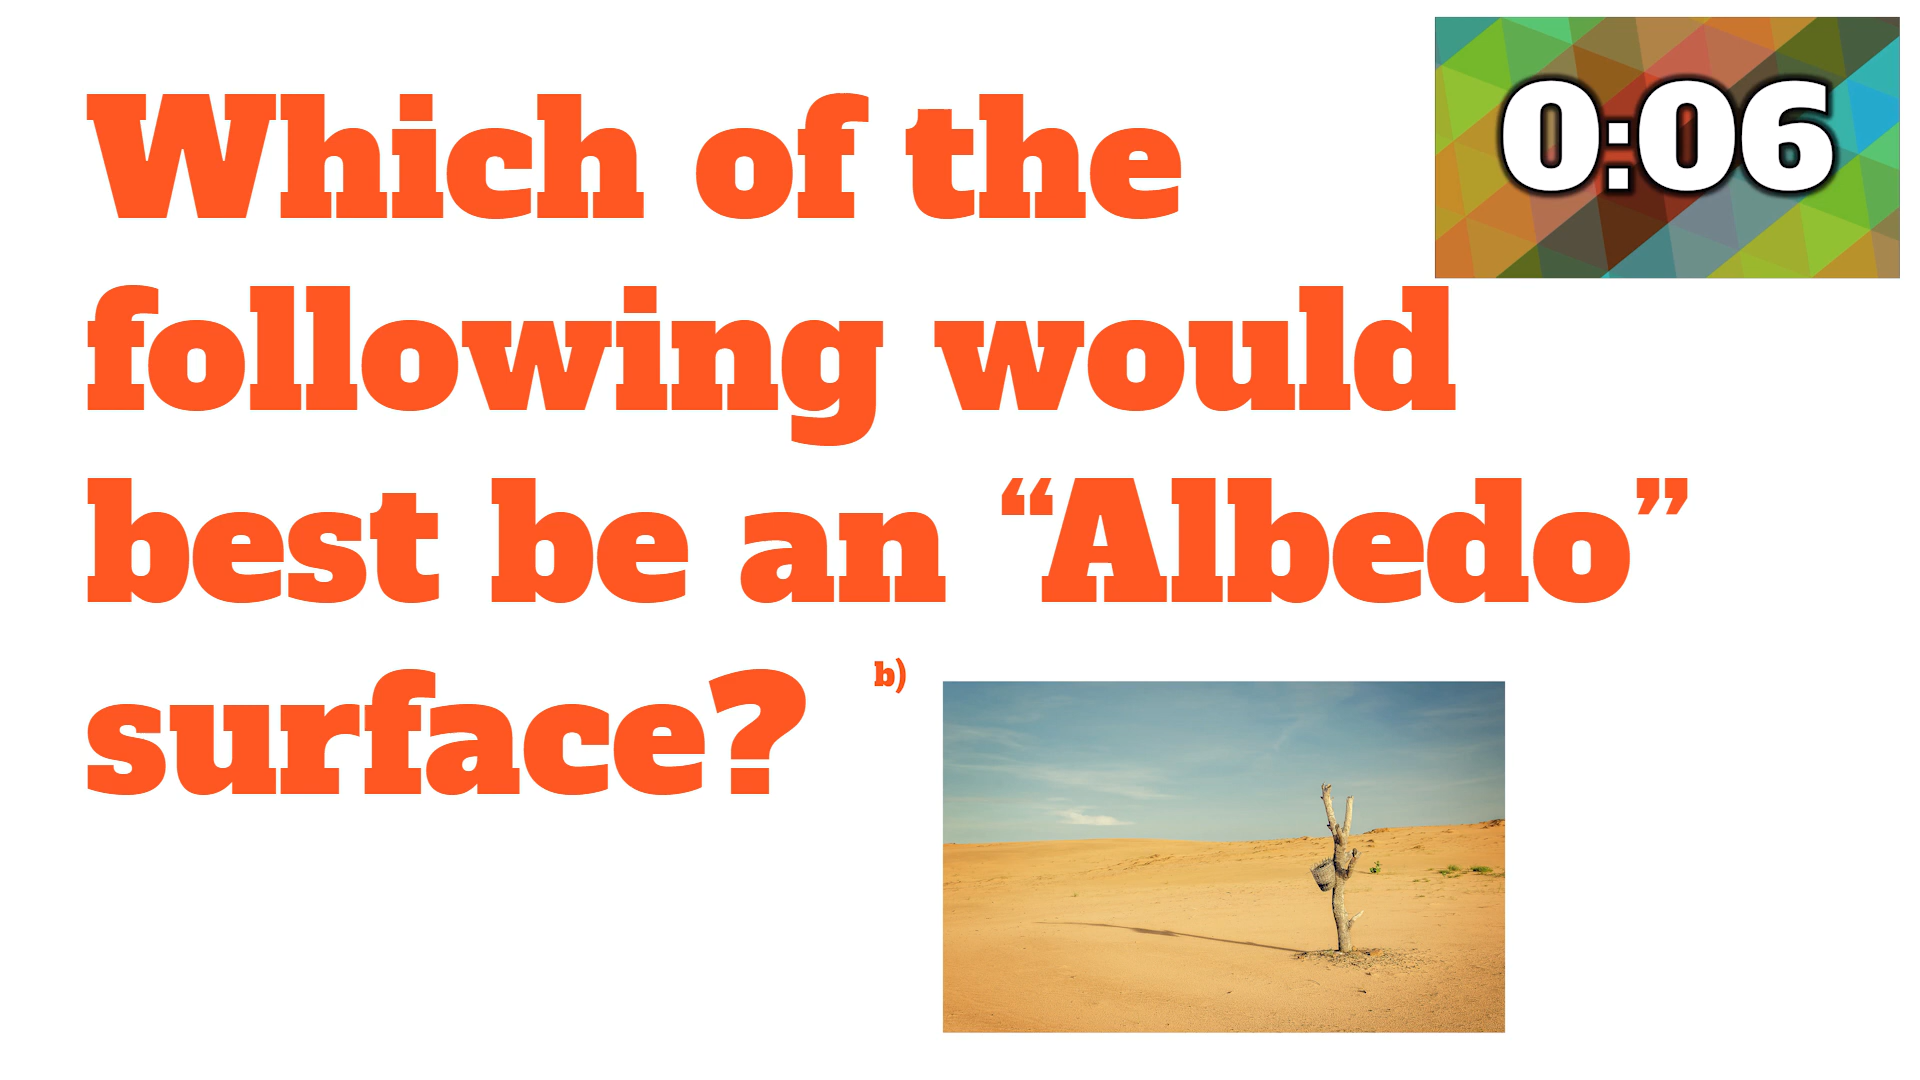 Which of the
0:06
following would
best be an “Albedo”
surface?
b)